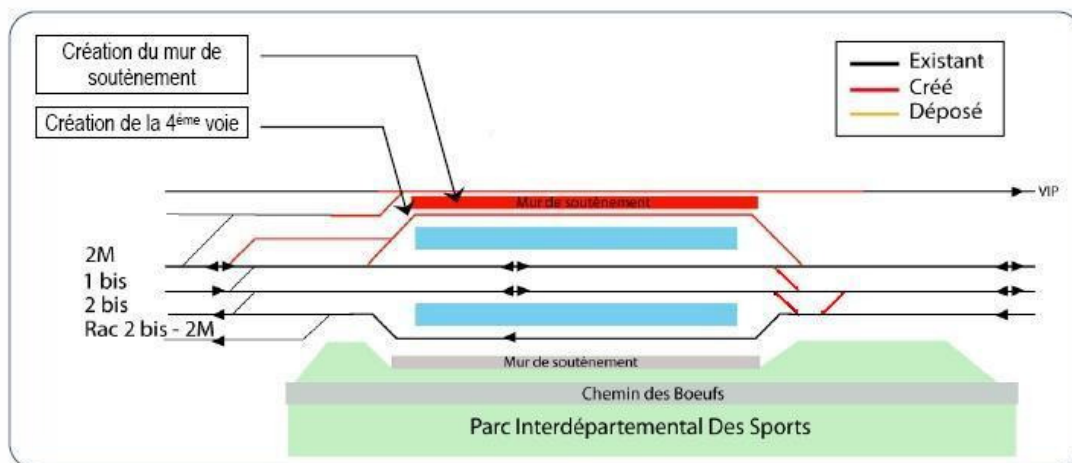 Création du mur de
soutènement
Création de la 4ème voie
Existant
Créé
Déposé
VIP
Mur de soutènement
2M
1 bis
2 bis
Rac 2 bis - 2M
Mur de soutènement
Chemin des Boeufs
Parc Interdépartemental Des Sports